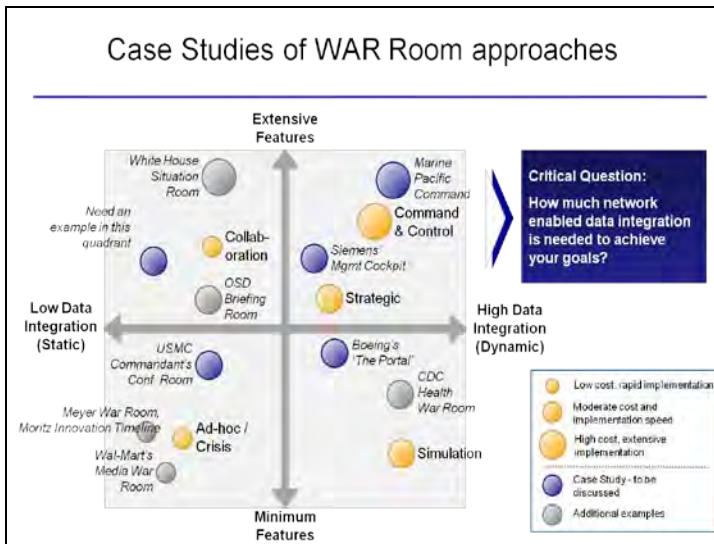 Case Studies of WAR Room approaches
Extensive
Features
White House
Situation
Room
Marine
Pacific
Command
Need an
example in this
quadrant
Collab-
oration
Command
& Control
Siemens'
Mgmt Cockpit
OSD
Briefing
Room
Strategic
Low Data
Integration
(Static)
High Data
Integration
(Dynamic)
USMC
Commandant's
Conf Room
Boeing's
'The Portal'
CDC
Health
War Room
Meyer War Room,
Moritz Innovation Timeline
Ad-hoc /
Crisis
Wal-Mart's
Media War
Room
Simulation
Minimum
Features
Critical Question:
How much network
enabled data integration
is needed to achieve
your goals?
Low cost, rapid implementation
Moderate cost and
implementation speed
High cost, extensive
implementation
Case Study - to be
discussed
Additional examples